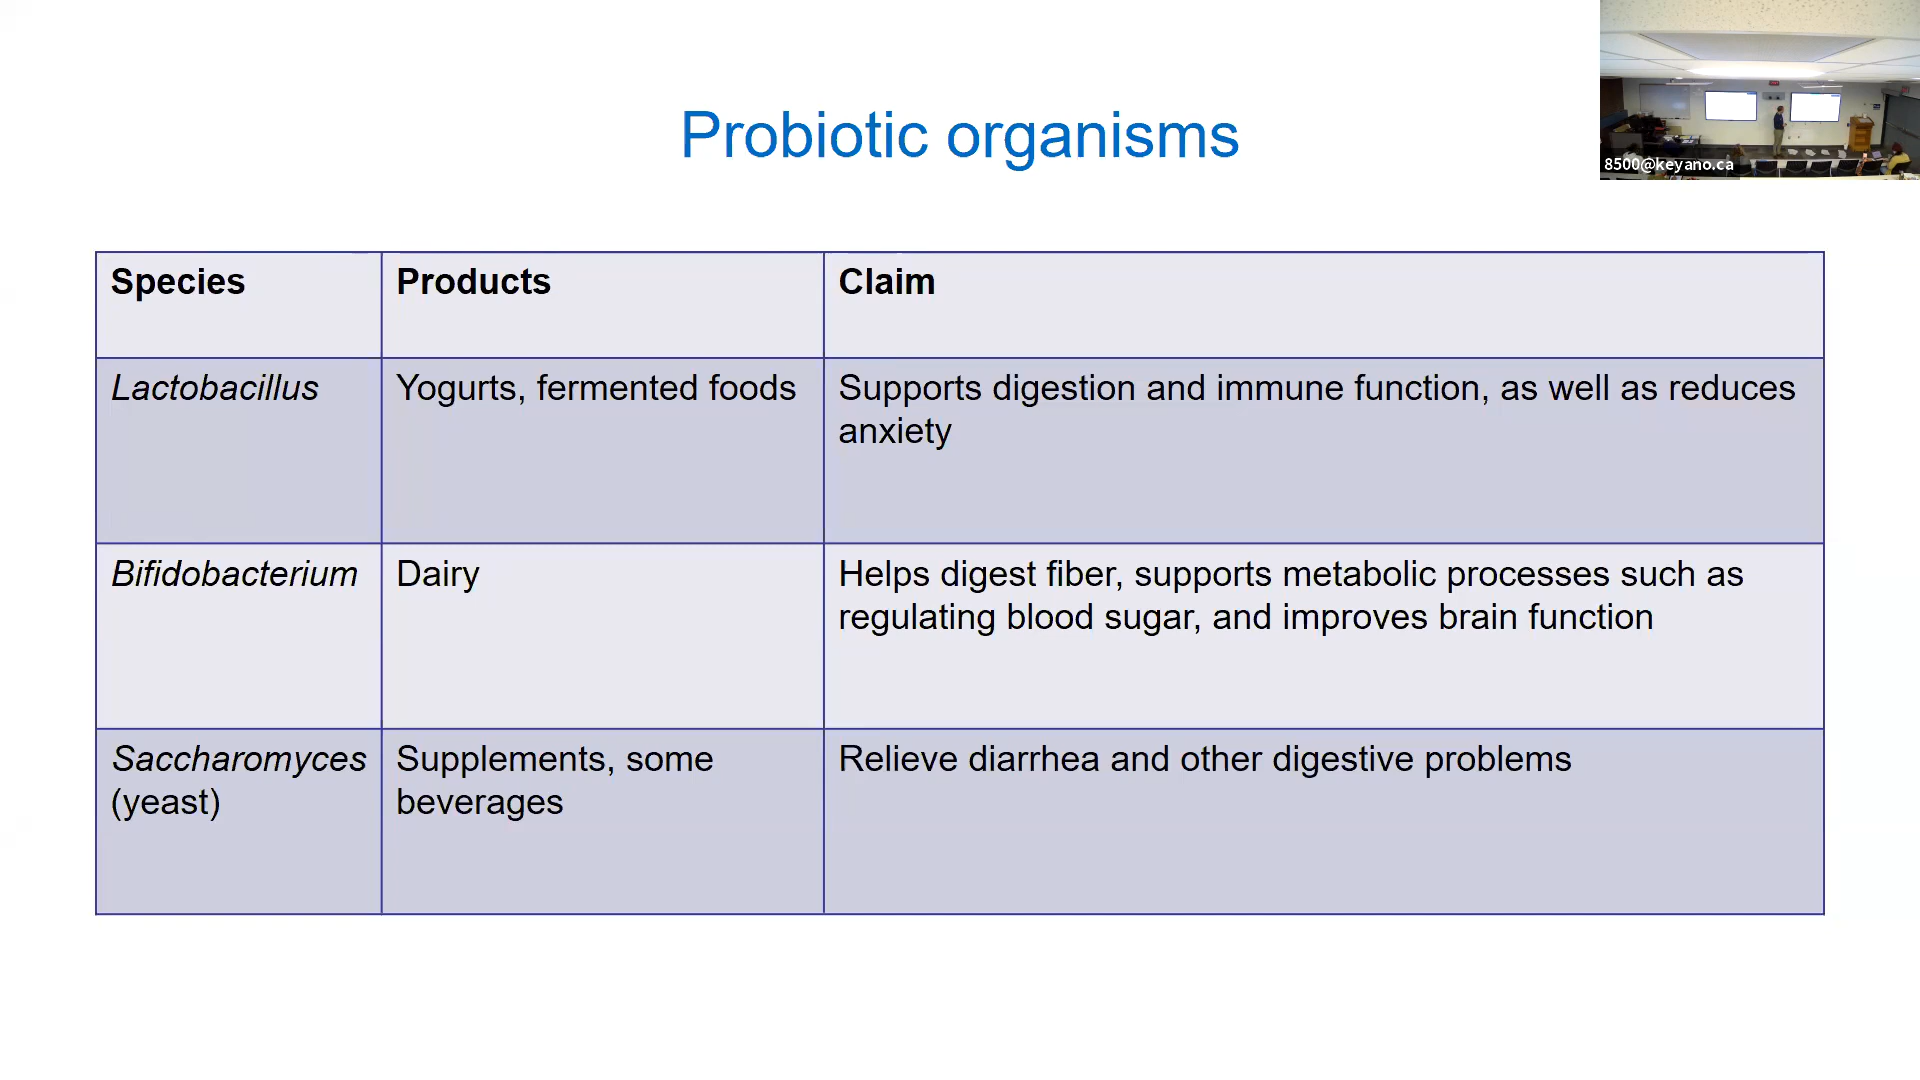 Probiotic organisms
8500@keyano.ca
Species
Products
Claim
Lactobacillus
Yogurts, fermented foods
Supports digestion and immune function, as well as reduces
anxiety
Bifidobacterium
Dairy
Helps digest fiber, supports metabolic processes such as
regulating blood sugar, and improves brain function
Saccharomyces
(yeast)
Supplements, some
beverages
Relieve diarrhea and other digestive problems